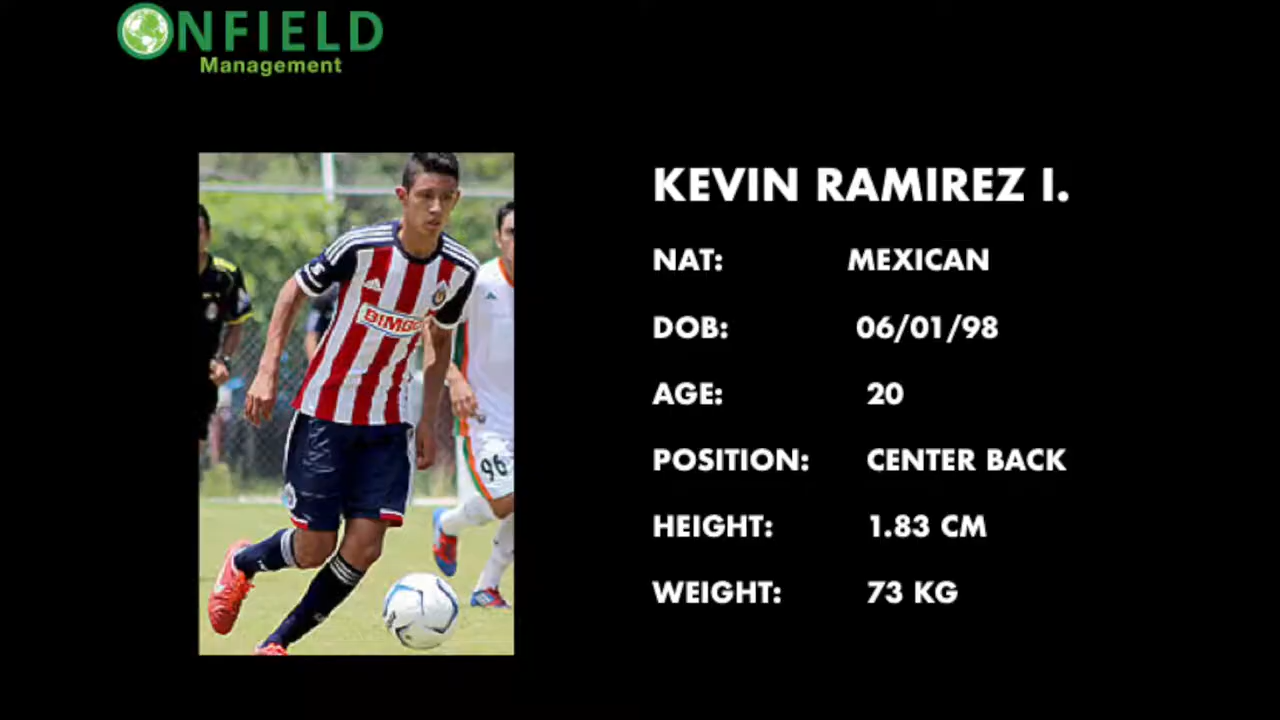 ONFIELD
Management
KEVIN RAMIREZ I.
NAT: MEXICAN
DOB: 06/01/98
AGE: 20
POSITION: CENTER BACK
HEIGHT: 1.83 CM
WEIGHT: 73 KG
BIMBO
96